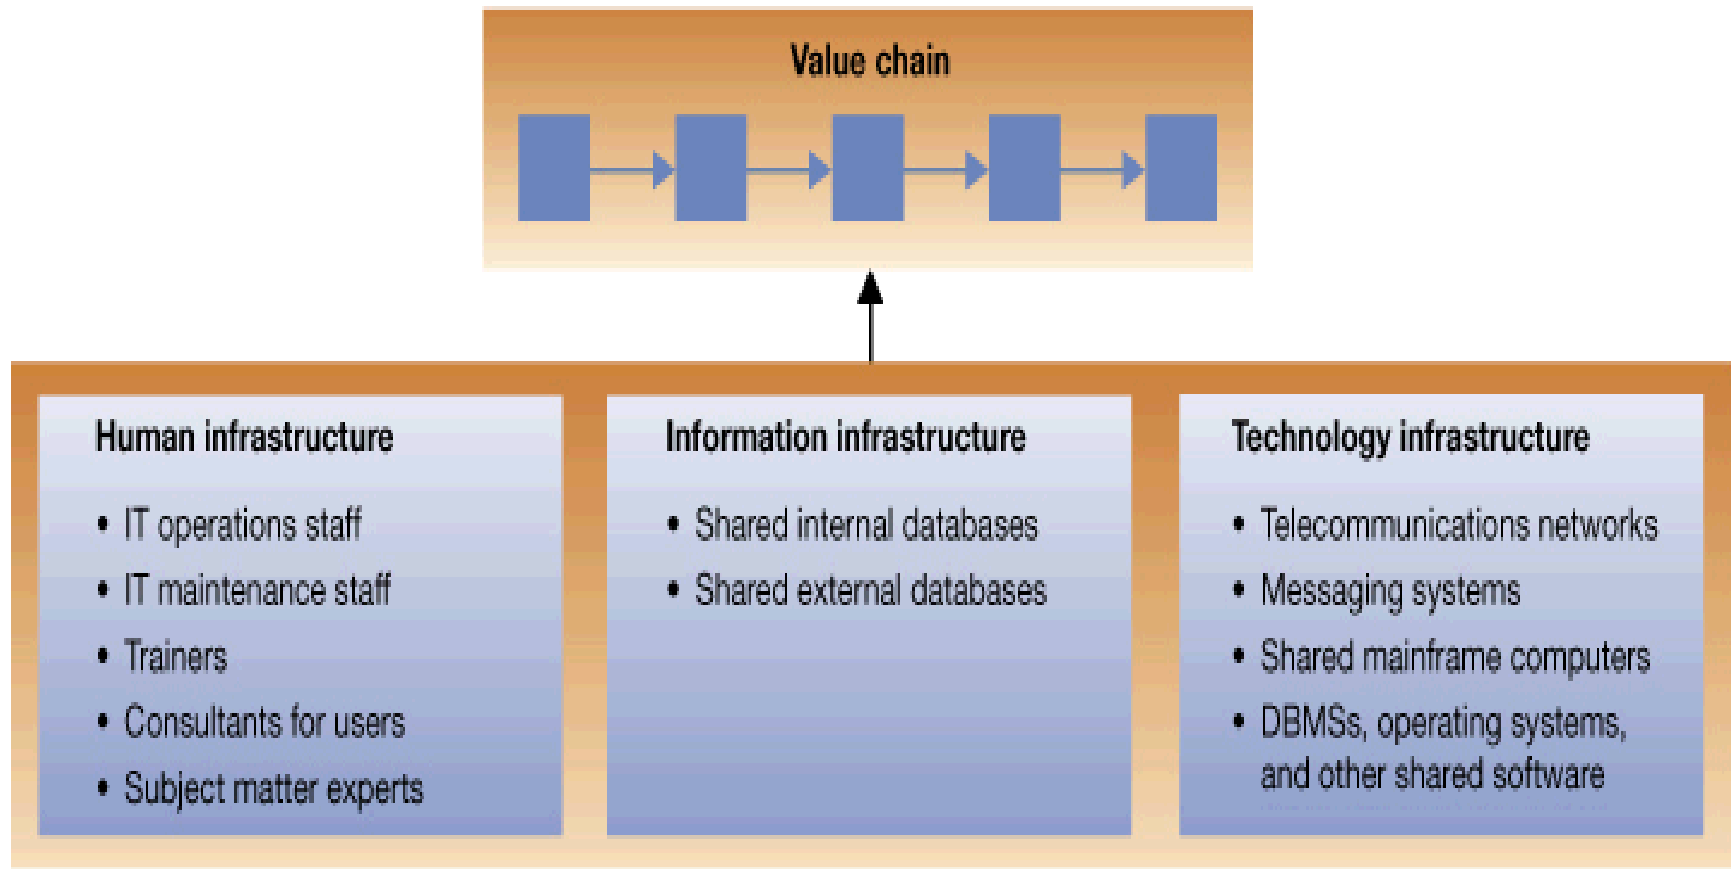 Value chain
Human infrastructure
• IT operations staff
• IT maintenance staff
• Trainers
• Consultants for users
• Subject matter experts
Information infrastructure
• Shared internal databases
• Shared external databases
Technology infrastructure
• Telecommunications networks
• Messaging systems
• Shared mainframe computers
• DBMSs, operating systems,
and other shared software